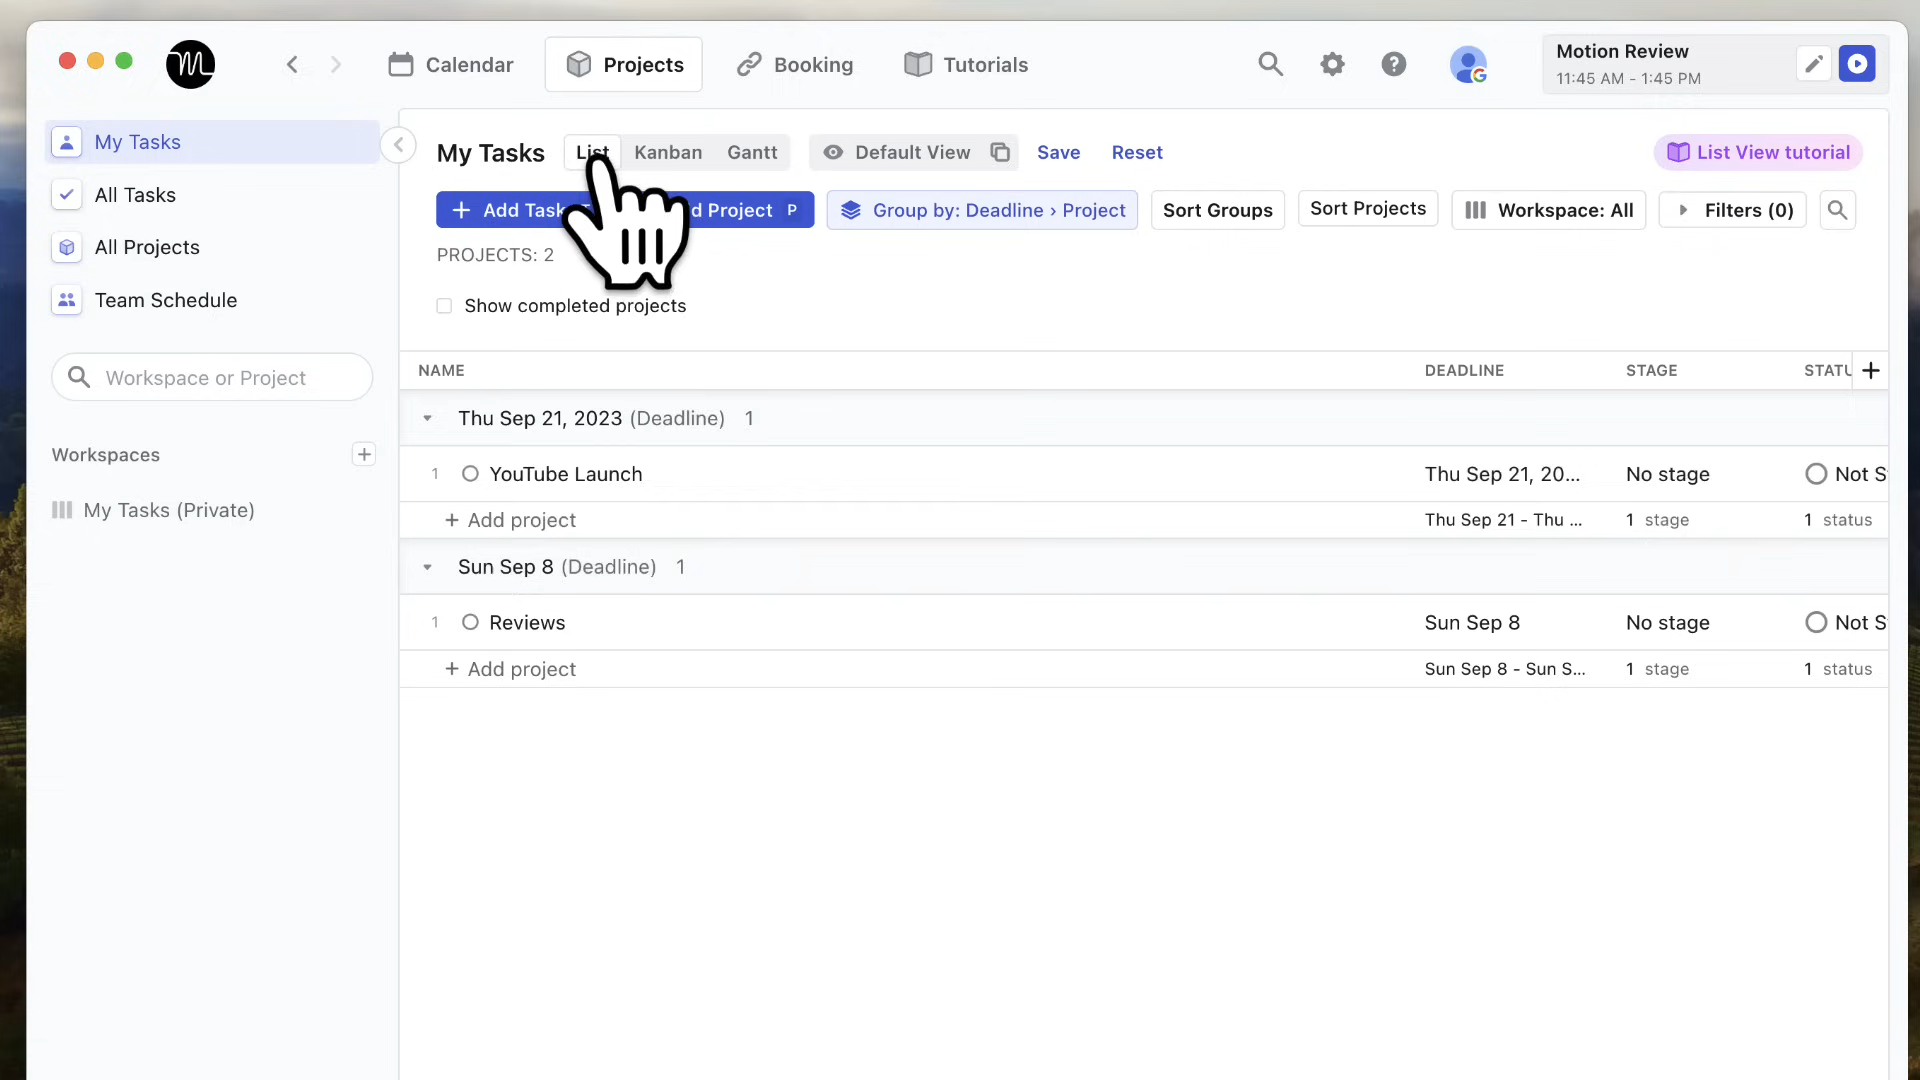 Calendar
Projects
Booking
Tutorials
Motion Review
11:45 AM - 1:45 PM
My Tasks
All Tasks
All Projects
Team Schedule
Workspace or Project
Workspaces
My Tasks (Private)
My Tasks
List
Kanban
Gantt
Default View
Save
Reset
List View tutorial
Add Task
Project P
Group by: Deadline › Project
Sort Groups
Sort Projects
Workspace: All
Filters (0)
PROJECTS: 2
Show completed projects
NAME DEADLINE STAGE STATU
Thu Sep 21, 2023 (Deadline) 1
1 YouTube Launch Thu Sep 21, 20... No stage Not S
+ Add project Thu Sep 21 - Thu ... 1 stage 1 status
Sun Sep 8 (Deadline) 1
1 Reviews Sun Sep 8 No stage Not S
+ Add project Sun Sep 8 - Sun S... 1 stage 1 status